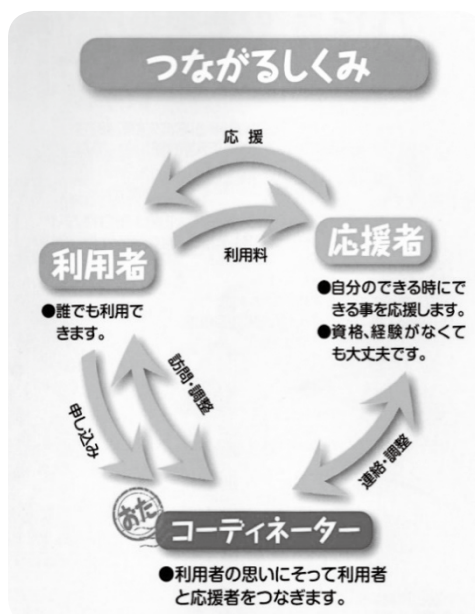 つながるしくみ
応援
利用料
利用者
●誰でも利用で
きます。
応援者
●自分のできる時にで
きる事を応援します。
●資格、経験がなくて
も大丈夫です。
申し込み
訪問・調整
連絡・調整
おた
コーディネーター
●利用者の思いにそって利用者
と応援者をつなぎます。